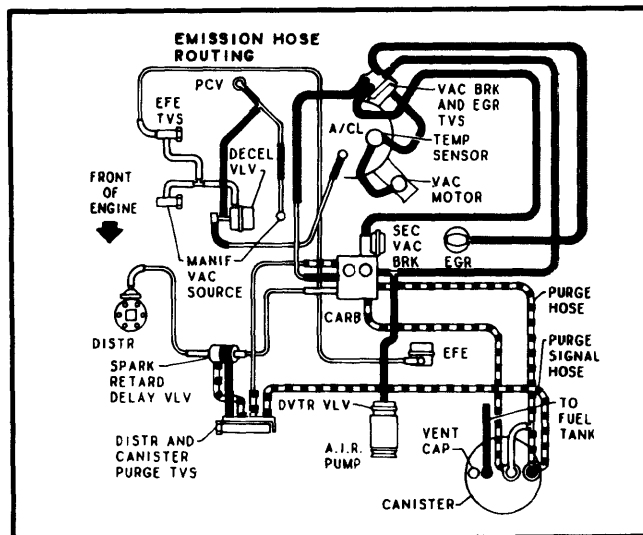 EMISSION HOSE
ROUTING
PCV
EFE
TVS
A/CL
VAC BRK
AND EGR
TVS
TEMP
SENSOR
DECEL
VLV
VAC
MOTOR
FRONT
OF
ENGINE
MANIF
VAC
SOURCE
SEC
VAC
BRK
EGR
CARB
PURGE
HOSE
DISTR
SPARK
RETARD
DELAY VLV
EFE
PURGE
SIGNAL
HOSE
DVTR VLV
TO
FUEL
TANK
DISTR AND
CANISTER
PURGE TVS
A.I.R.
PUMP
VENT
CAP
CANISTER